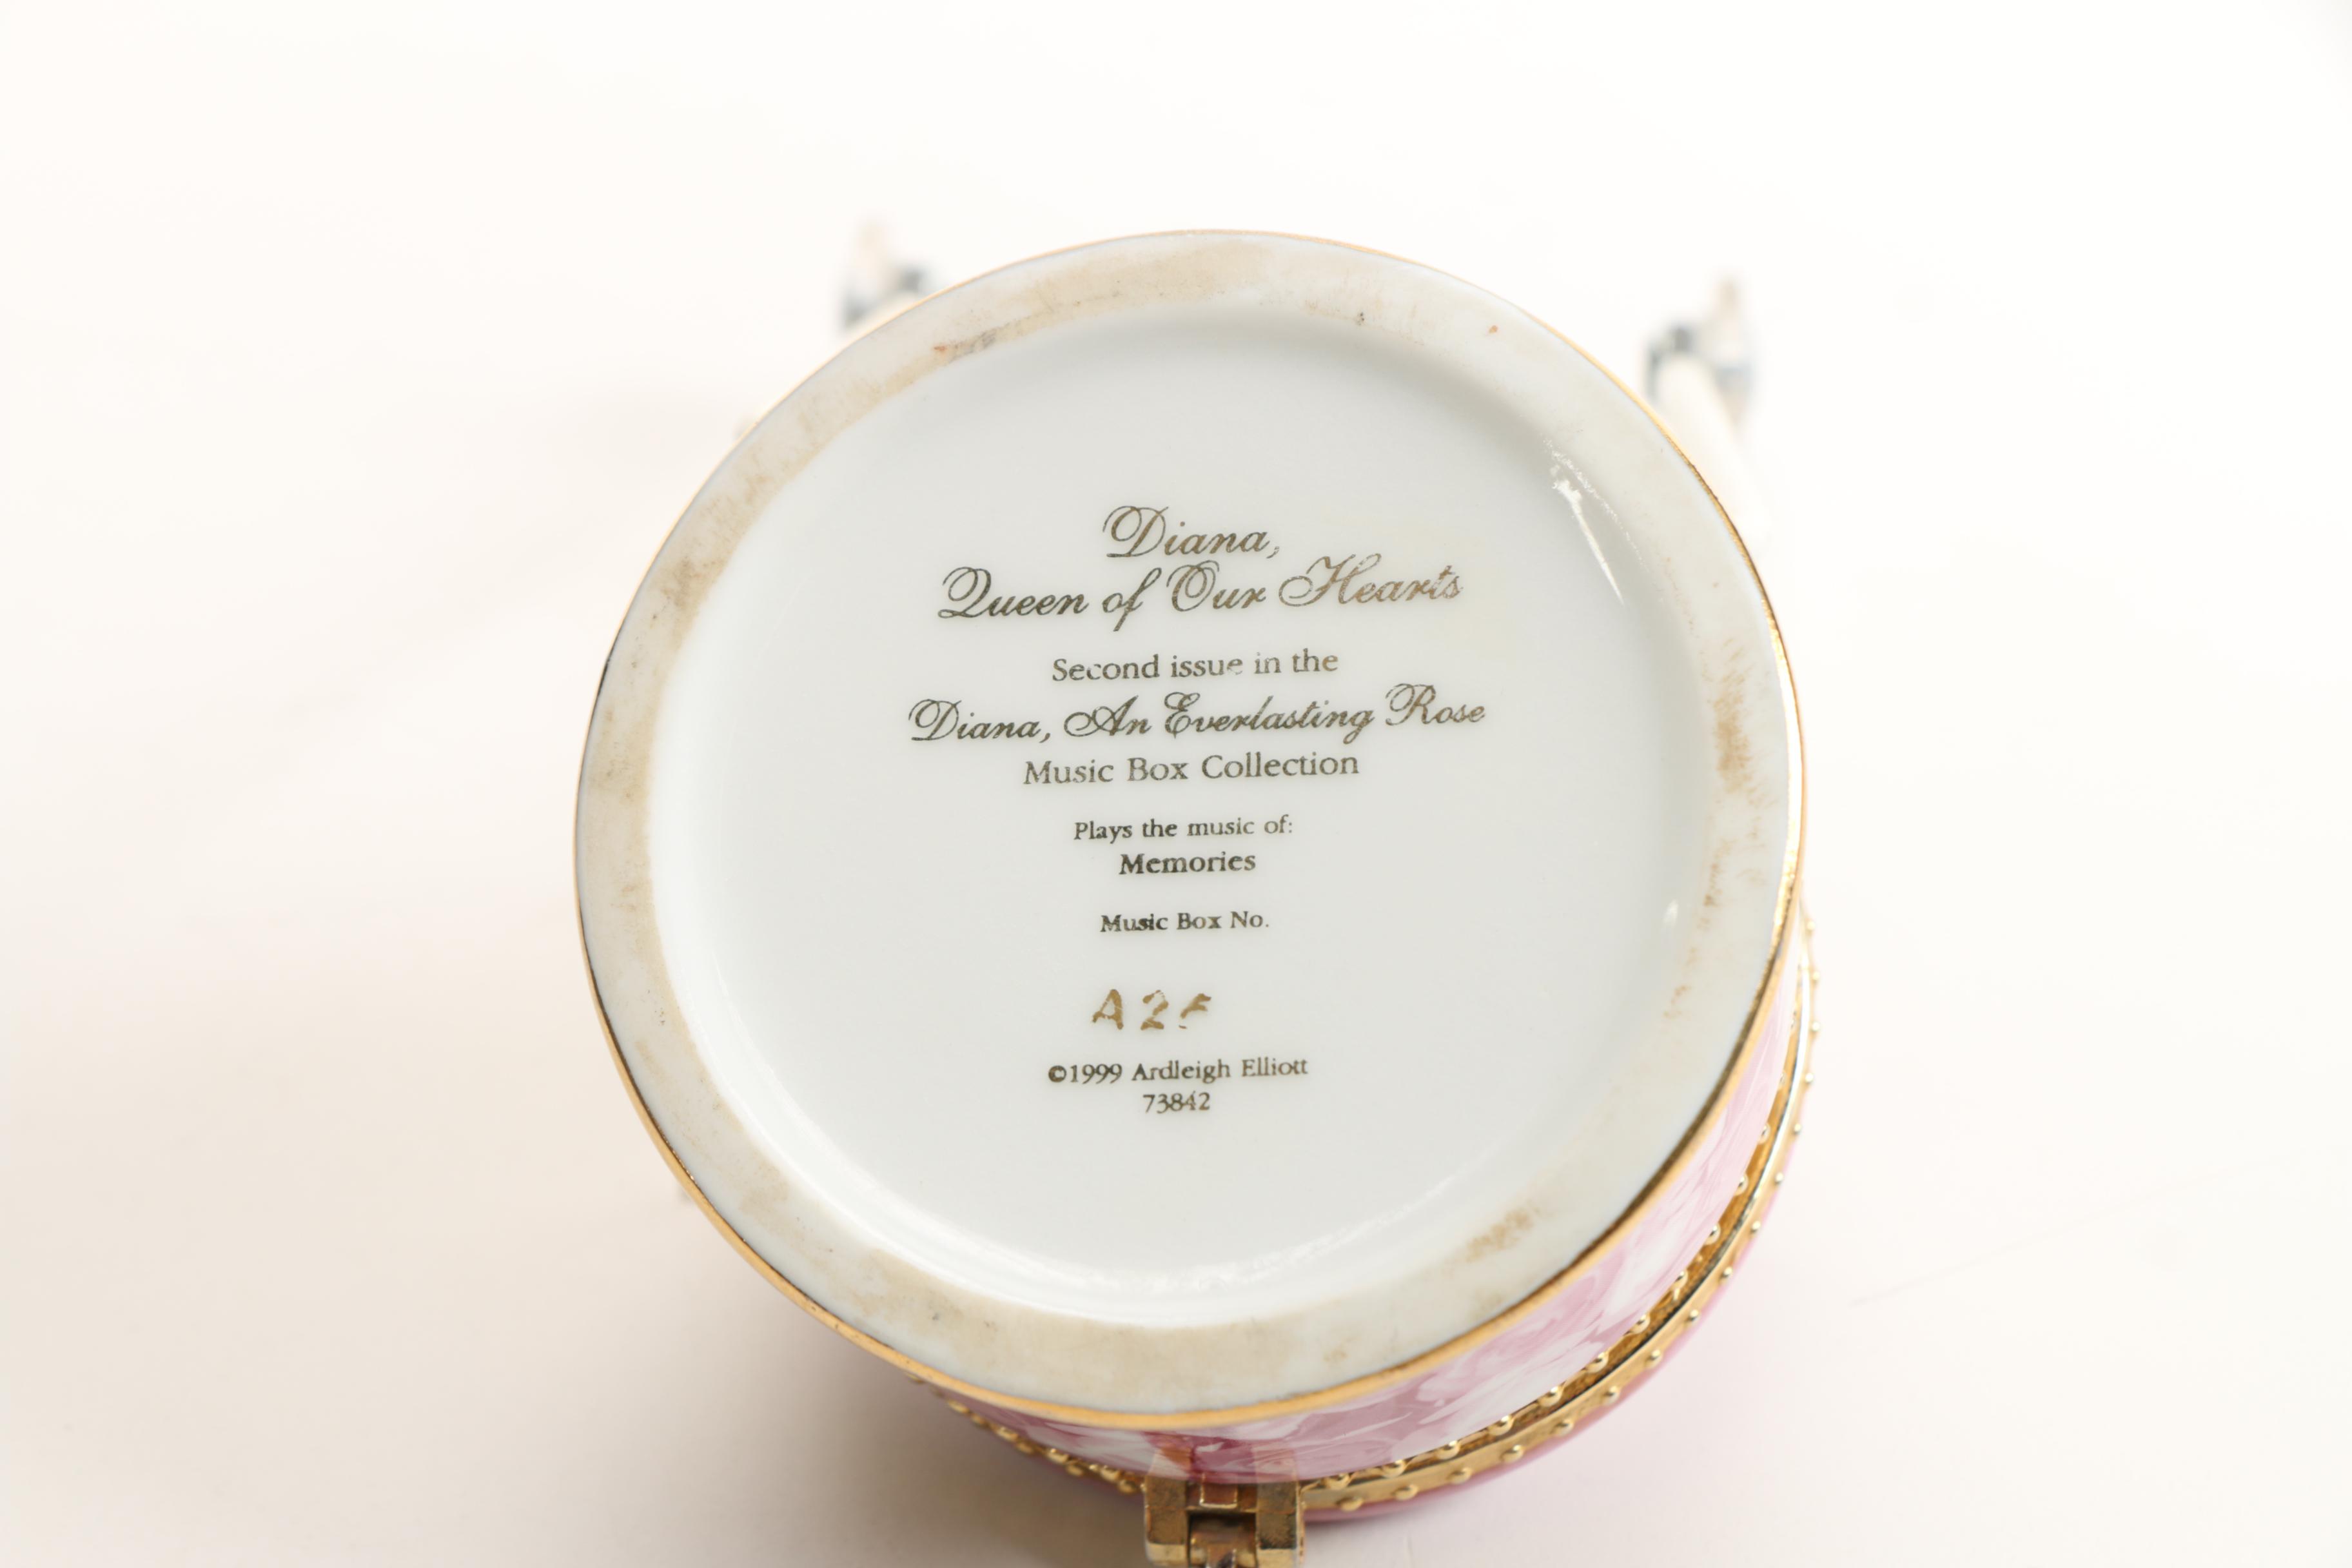 Diana,
Queen of Our Hearts
Second issue in the
Diana, An Everlasting Rose
Music Box Collection
Plays the music of:
Memories
Music Box No.
©1999 Ardleigh Elliott
73842